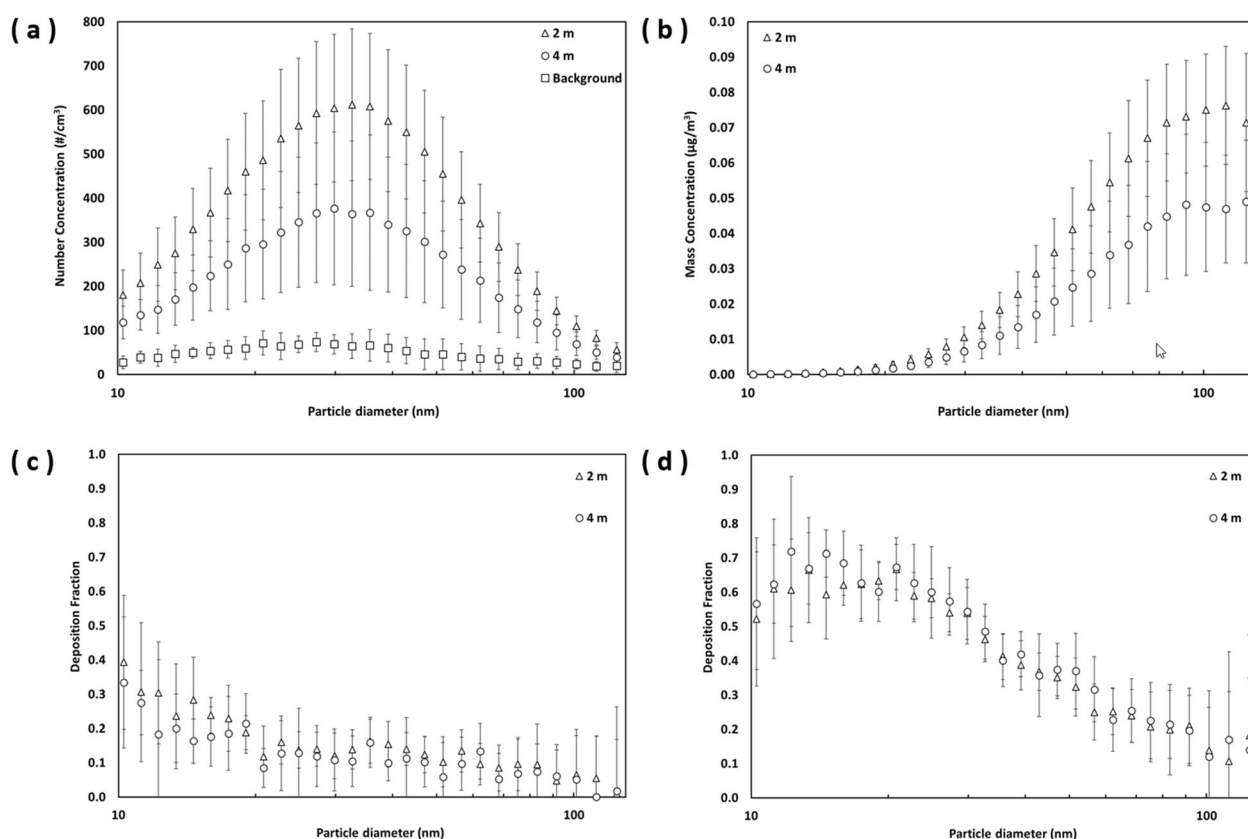 ( a )
800
700
600
500
400
300
200
100
0
Number Concentration (#/cm³)
2 m
4 m
Background
10
100
Particle diameter (nm)
( b )
0.10
0.09
0.08
0.07
0.06
0.05
0.04
0.03
0.02
0.01
0.00
Mass Concentration (µg/m³)
2 m
4 m
10
100
Particle diameter (nm)
( c )
1.0
0.9
0.8
0.7
0.6
0.5
0.4
0.3
0.2
0.1
0.0
Deposition Fraction
2 m
4 m
10
100
Particle diameter (nm)
( d )
1.0
0.9
0.8
0.7
0.6
0.5
0.4
0.3
0.2
0.1
0.0
Deposition Fraction
2 m
4 m
10
100
Particle diameter (nm)